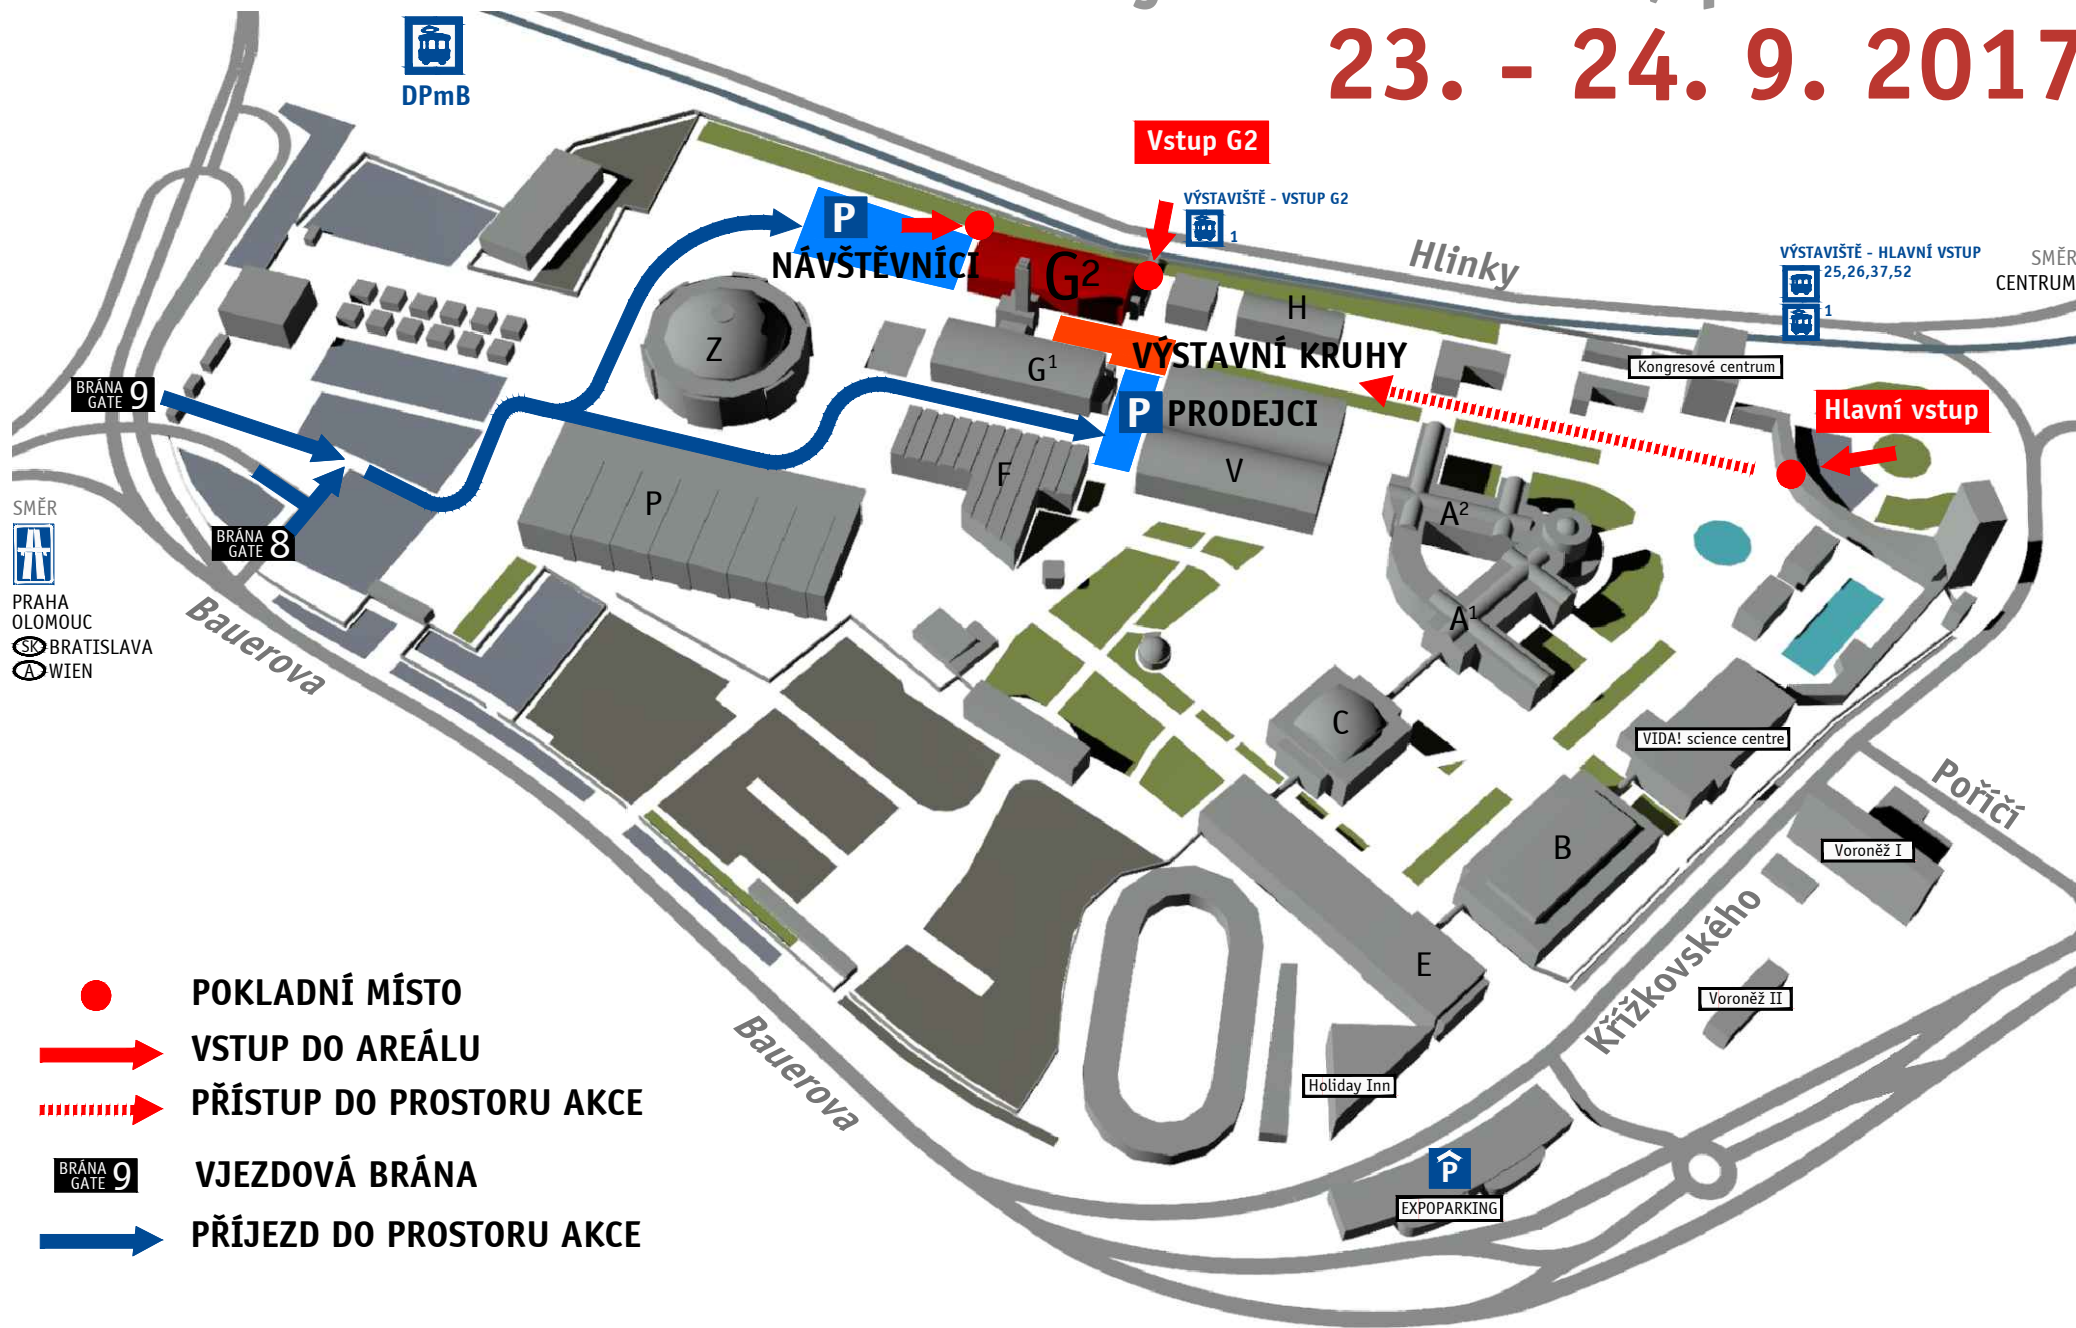 23. - 24. 9. 2017
DPmB
Vstup G2
VÝSTAVIŠTĚ - VSTUP G2
1
Hlinky
VÝSTAVIŠTĚ - HLAVNÍ VSTUP
25,26,37,52
1
SMĚR
CENTRUM
P
NÁVŠTĚVNÍCI
G2
H
Z
G1
VÝSTAVNÍ KRUHY
Kongresové centrum
BRÁNA
GATE 9
P PRODEJCI
Hlavní vstup
F
V
P
A2
SMĚR
BRÁNA
GATE 8
PRAHA
OLOMOUC
SK BRATISLAVA
A WIEN
Bauerova
A1
C
VIDA! science centre
Poříčí
B
Voroněž I
E
Křížkovského
Voroněž II
Bauerova
Holiday Inn
P
EXPOPARKING
POKLADNÍ MÍSTO
VSTUP DO AREÁLU
PŘÍSTUP DO PROSTORU AKCE
BRÁNA
GATE 9
VJEZDOVÁ BRÁNA
PŘÍJEZD DO PROSTORU AKCE